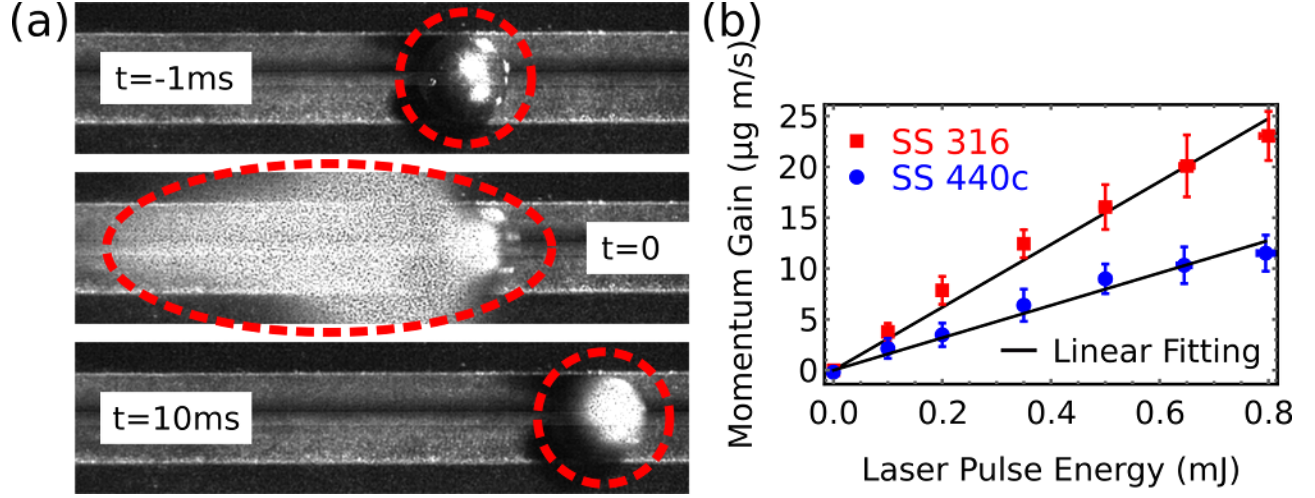 (a)
t=-1ms
t=0
t=10ms
(b)
Momentum Gain (μg m/s)
25
20
15
10
5
0
SS 316
SS 440c
Linear Fitting
0.0 0.2 0.4 0.6 0.8
Laser Pulse Energy (mJ)